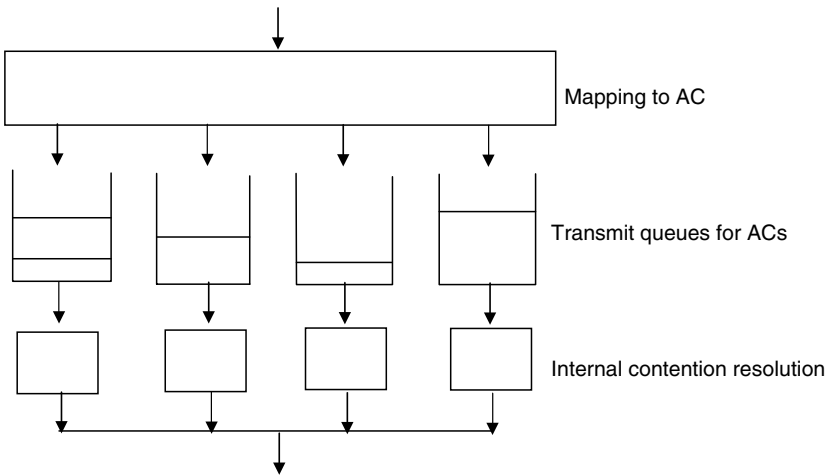 Mapping to AC
Transmit queues for ACs
Internal contention resolution